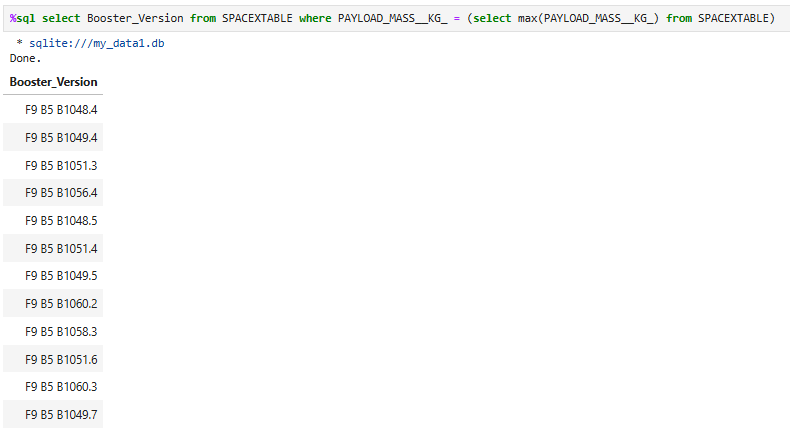 %sql select Booster_Version from SPACEXTABLE where PAYLOAD_MASS__KG_ = (select max(PAYLOAD_MASS__KG_) from SPACEXTABLE)
* sqlite:///my_data1.db
Done.
Booster_Version
F9 B5 B1048.4
F9 B5 B1049.4
F9 B5 B1051.3
F9 B5 B1056.4
F9 B5 B1048.5
F9 B5 B1051.4
F9 B5 B1049.5
F9 B5 B1060.2
F9 B5 B1058.3
F9 B5 B1051.6
F9 B5 B1060.3
F9 B5 B1049.7